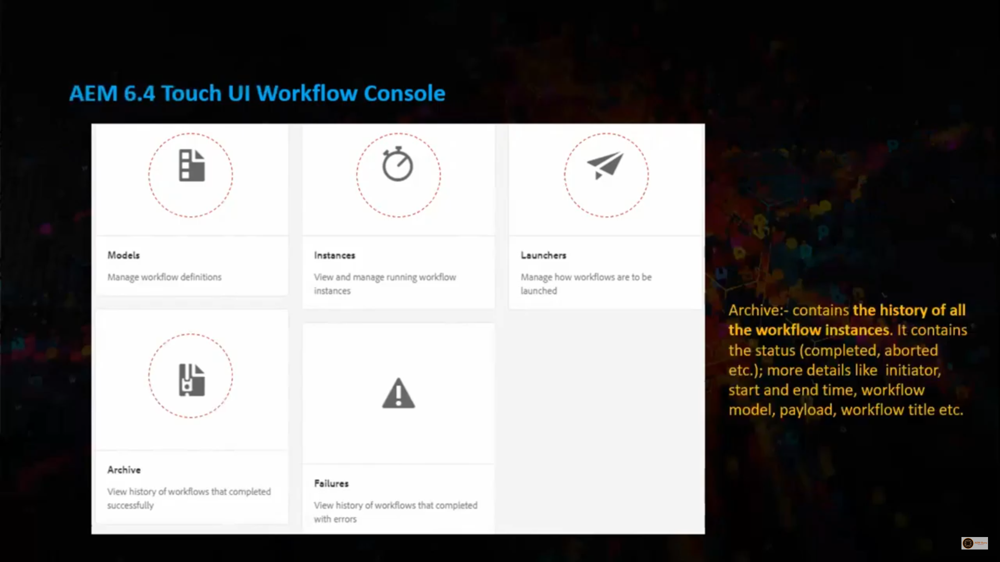 AEM 6.4 Touch UI Workflow Console
Models
Manage workflow definitions
Instances
View and manage running workflow
instances
Launchers
Manage how workflows are to be
launched
Archive
View history of workflows that completed
successfully
Failures
View history of workflows that completed
with errors
Archive:- contains the history of all
the workflow instances. It contains
the status (completed, aborted
etc.); more details like  initiator,
start and end time, workflow
model, payload, workflow title etc.